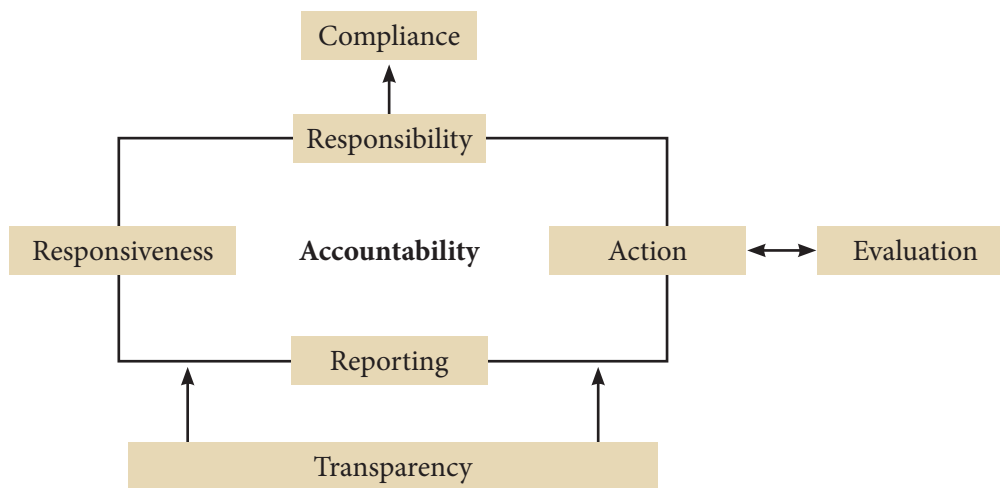 Compliance
Responsibility
Responsiveness
Accountability
Action
Evaluation
Reporting
Transparency